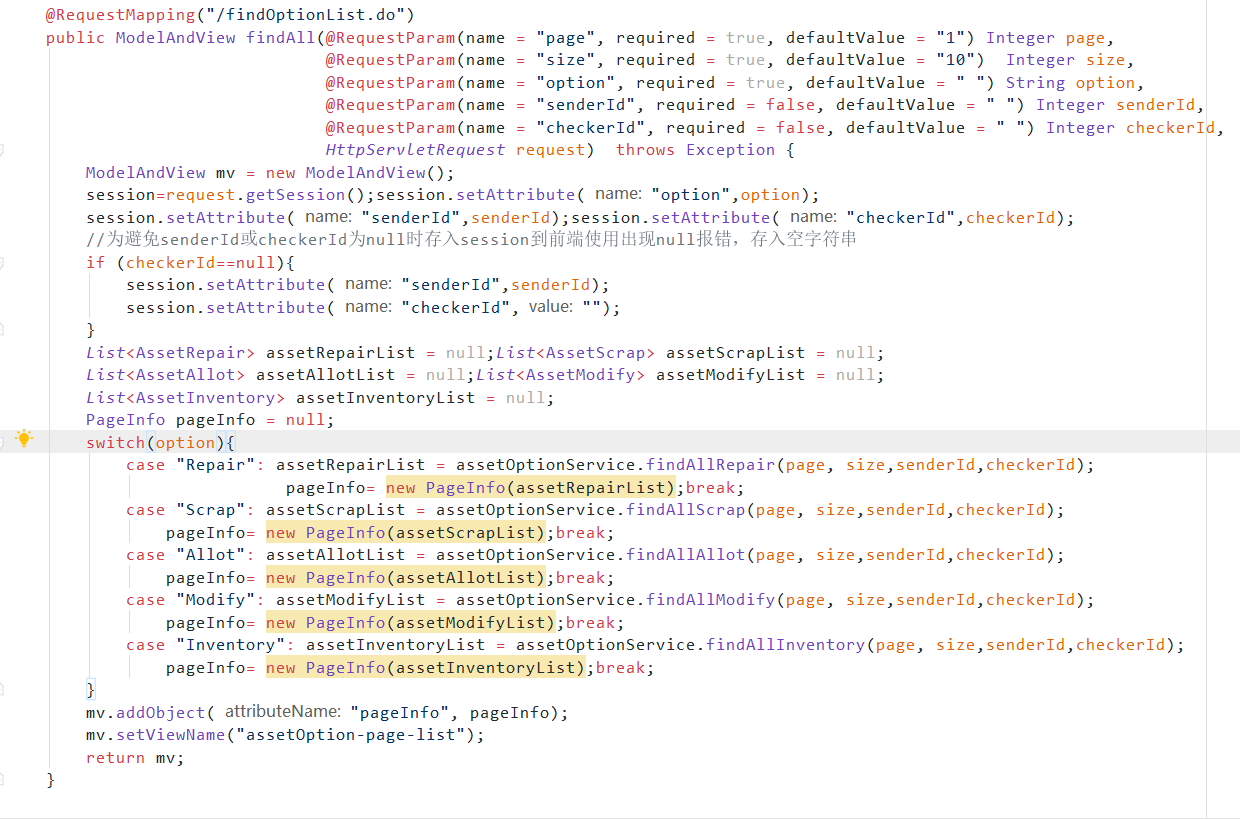 @RequestMapping("/findOptionList.do")
public ModelAndView findAll(@RequestParam(name = "page", required = true, defaultValue = "1") Integer page,
@RequestParam(name = "size", required = true, defaultValue = "10")  Integer size,
@RequestParam(name = "option", required = true, defaultValue = " ") String option,
@RequestParam(name = "senderId", required = false, defaultValue = " ") Integer senderId,
@RequestParam(name = "checkerId", required = false, defaultValue = " ") Integer checkerId,
HttpServletRequest request)  throws Exception {
ModelAndView mv = new ModelAndView();
session=request.getSession();session.setAttribute( name: "option",option);
session.setAttribute( name: "senderId",senderId);session.setAttribute( name: "checkerId",checkerId);
//为避免senderId或checkerId为null时存入session到前端使用出现null报错，存入空字符串
if (checkerId==null){
session.setAttribute( name: "senderId",senderId);
session.setAttribute( name: "checkerId", value: "");
}
List<AssetRepair> assetRepairList = null;List<AssetScrap> assetScrapList = null;
List<AssetAllot> assetAllotList = null;List<AssetModify> assetModifyList = null;
List<AssetInventory> assetInventoryList = null;
PageInfo pageInfo = null;
switch(option){
case "Repair": assetRepairList = assetOptionService.findAllRepair(page, size,senderId,checkerId);
pageInfo= new PageInfo(assetRepairList);break;
case "Scrap": assetScrapList = assetOptionService.findAllScrap(page, size,senderId,checkerId);
pageInfo= new PageInfo(assetScrapList);break;
case "Allot": assetAllotList = assetOptionService.findAllAllot(page, size,senderId,checkerId);
pageInfo= new PageInfo(assetAllotList);break;
case "Modify": assetModifyList = assetOptionService.findAllModify(page, size,senderId,checkerId);
pageInfo= new PageInfo(assetModifyList);break;
case "Inventory": assetInventoryList = assetOptionService.findAllInventory(page, size,senderId,checkerId);
pageInfo= new PageInfo(assetInventoryList);break;
}
mv.addObject( attributeName: "pageInfo", pageInfo);
mv.setViewName("assetOption-page-list");
return mv;
}